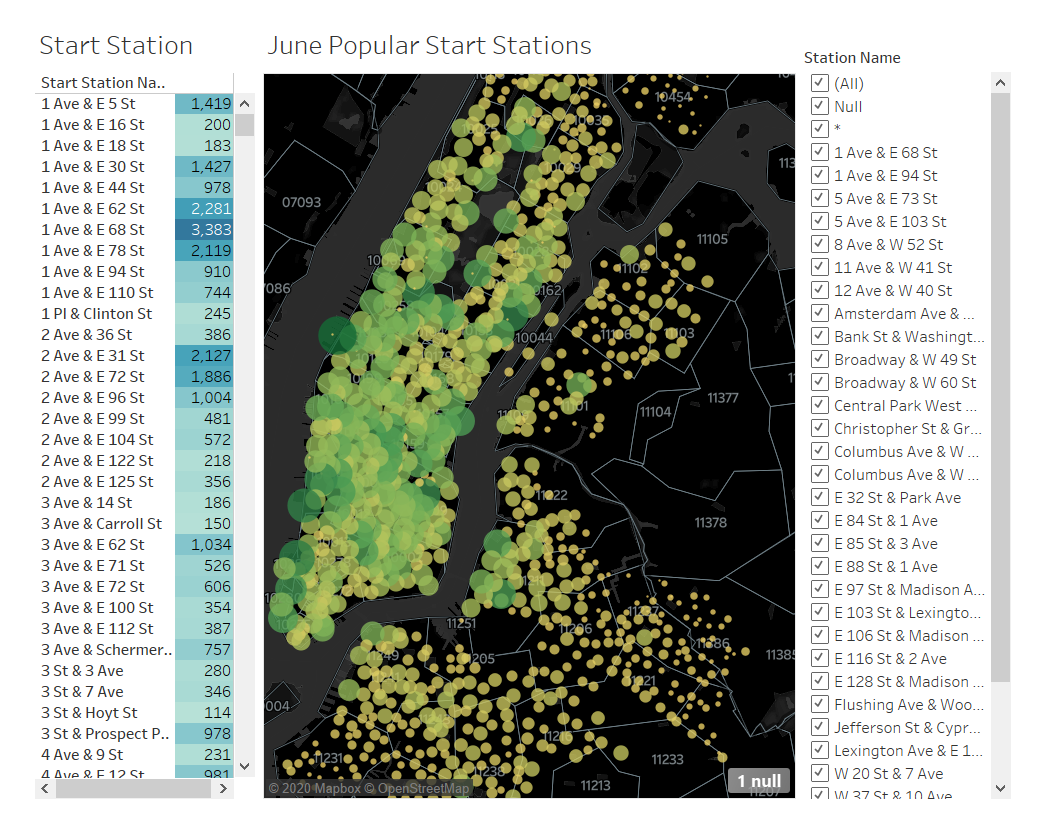 Start Station
June Popular Start Stations
Start Station Na..
1 Ave & E 5 St 1,419
1 Ave & E 16 St 200
1 Ave & E 18 St 183
1 Ave & E 30 St 1,427
1 Ave & E 44 St 978
1 Ave & E 62 St 2,281
1 Ave & E 68 St 3,383
1 Ave & E 78 St 2,119
1 Ave & E 94 St 910
1 Ave & E 110 St 744
1 Pl & Clinton St 245
2 Ave & 36 St 386
2 Ave & E 31 St 2,127
2 Ave & E 72 St 1,886
2 Ave & E 96 St 1,004
2 Ave & E 99 St 481
2 Ave & E 104 St 572
2 Ave & E 122 St 218
2 Ave & E 125 St 356
3 Ave & 14 St 186
3 Ave & Carroll St 150
3 Ave & E 62 St 1,034
3 Ave & E 71 St 526
3 Ave & E 72 St 606
3 Ave & E 100 St 354
3 Ave & E 112 St 387
3 Ave & Schermer.. 757
3 St & 3 Ave 280
3 St & 7 Ave 346
3 St & Hoyt St 114
3 St & Prospect P.. 978
4 Ave & 9 St 231
4 Ave & E 12 St 981
10454
07093
11105
11102
10044
11106
11103
11101
11104
11377
11222
11378
11237
11251
11206
11386
11385
11205
11221
11216
11231
11238
11233
11213
© 2020 Mapbox © OpenStreetMap
1 null
Station Name
(All)
Null
*
1 Ave & E 68 St
1 Ave & E 94 St
5 Ave & E 73 St
5 Ave & E 103 St
8 Ave & W 52 St
11 Ave & W 41 St
12 Ave & W 40 St
Amsterdam Ave & ...
Bank St & Washingt...
Broadway & W 49 St
Broadway & W 60 St
Central Park West ...
Christopher St & Gr...
Columbus Ave & W ...
Columbus Ave & W ...
E 32 St & Park Ave
E 84 St & 1 Ave
E 85 St & 3 Ave
E 88 St & 1 Ave
E 97 St & Madison A...
E 103 St & Lexingto...
E 106 St & Madison ...
E 116 St & 2 Ave
E 128 St & Madison ...
Flushing Ave & Woo...
Jefferson St & Cypr...
Lexington Ave & E 1...
W 20 St & 7 Ave
W 37 St & 10 Ave